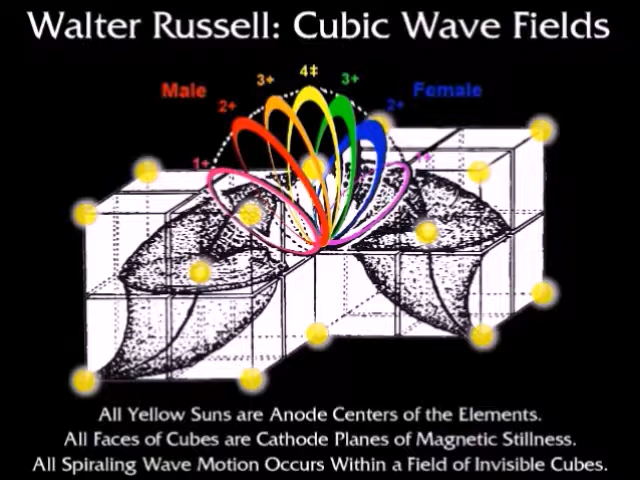 Walter Russell: Cubic Wave Fields
4‡
3+ 3+
Male Female
2+ 2+
1+ 1+
All Yellow Suns are Anode Centers of the Elements.
All Faces of Cubes are Cathode Planes of Magnetic Stillness.
All Spiraling Wave Motion Occurs Within a Field of Invisible Cubes.